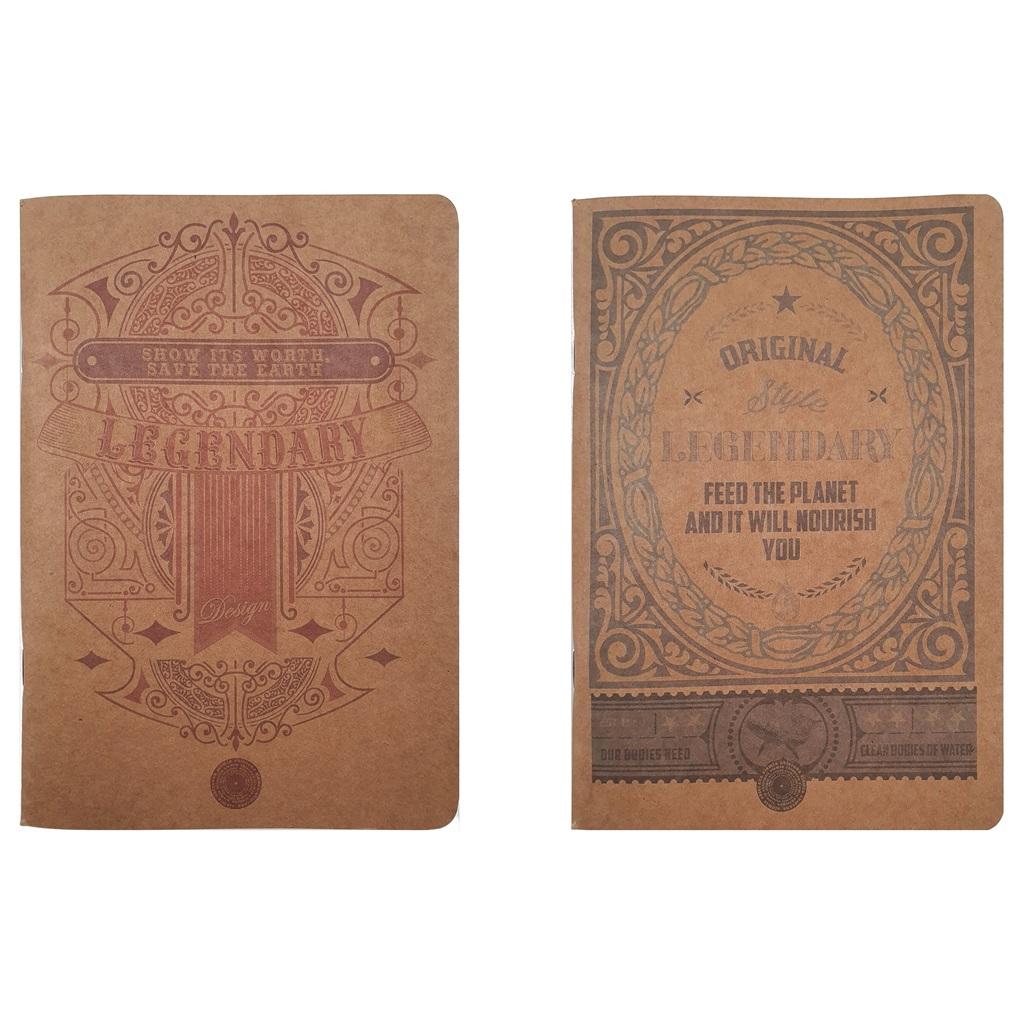 SHOW ITS WORTH,
SAVE THE EARTH
LEGENDARY
Design
ORIGINAL
Style
LEGENDARY
FEED THE PLANET
AND IT WILL NOURISH
YOU
OUR BODIES NEED
CLEAN BODIES OF WATER